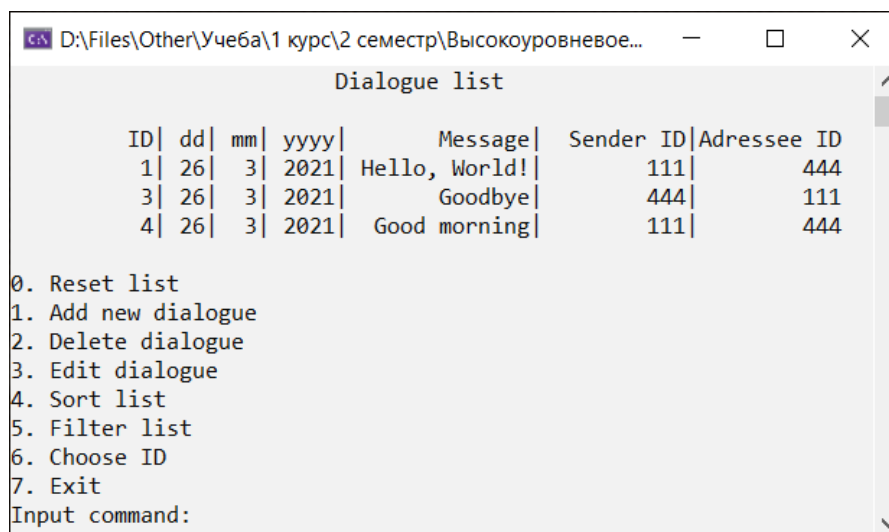 D:\Files\Other\Учеба\1 курс\2 семестр\Высокоуровневое...
Dialogue list
ID| dd| mm| yyyy| Message| Sender ID|Adressee ID
1| 26| 3| 2021| Hello, World!| 111| 444
3| 26| 3| 2021| Goodbye| 444| 111
4| 26| 3| 2021| Good morning| 111| 444
0. Reset list
1. Add new dialogue
2. Delete dialogue
3. Edit dialogue
4. Sort list
5. Filter list
6. Choose ID
7. Exit
Input command: